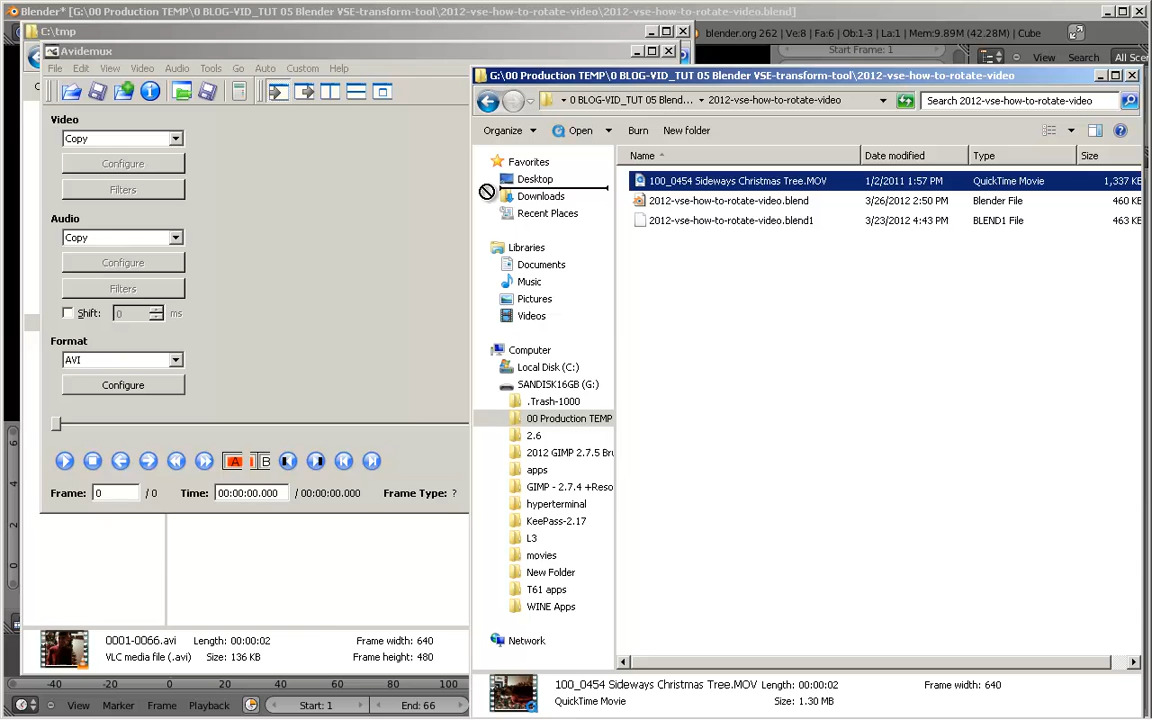 Blender* [G:\00 Production TEMP\0 BLOG-VID_TUT 05 Blender VSE-transform-tool\2012-vse-how-to-rotate-video\2012-vse-how-to-rotate-video.blend]
C:\tmp
blender.org 262 | Ve:8 | Fa:6 | Ob:1-3 | La:1 | Mem:9.89M (42.28M) | Cube
Start Frame: 1
View Search All Scen
Avidemux
File Edit View Video Audio Tools Go Auto Custom Help
Video
Copy
Configure
Filters
Audio
Copy
Configure
Filters
Shift: 0 ms
Format
AVI
Configure
A B
Frame: 0 / 0 Time: 00:00:00.000 / 00:00:00.000 Frame Type: ?
G:\00 Production TEMP\0 BLOG-VID_TUT 05 Blender VSE-transform-tool\2012-vse-how-to-rotate-video
0 BLOG-VID_TUT 05 Blend... 2012-vse-how-to-rotate-video Search 2012-vse-how-to-rotate-video
Organize Open Burn New folder
Name Date modified Type Size
100_0454 Sideways Christmas Tree.MOV 1/2/2011 1:57 PM QuickTime Movie 1,337 KB
2012-vse-how-to-rotate-video.blend 3/26/2012 2:50 PM Blender File 460 KB
2012-vse-how-to-rotate-video.blend1 3/23/2012 4:43 PM BLEND1 File 463 KB
Favorites
Desktop
Downloads
Recent Places
Libraries
Documents
Music
Pictures
Videos
Computer
Local Disk (C:)
SANDISK16GB (G:)
.Trash-1000
00 Production TEMP
2.6
2012 GIMP 2.7.5 Bru
apps
GIMP - 2.7.4 +Reso
hyperterminal
KeePass-2.17
L3
movies
New Folder
T61 apps
WINE Apps
Network
100_0454 Sideways Christmas Tree.MOV Length: 00:00:02 Frame width: 640
QuickTime Movie Size: 1.30 MB
0001-0066.avi Length: 00:00:02 Frame width: 640
VLC media file (.avi) Size: 136 KB Frame height: 480
-40 -20 0 20 40 60 80 100
View Marker Frame Playback Start: 1 End: 66
6
4
2
0